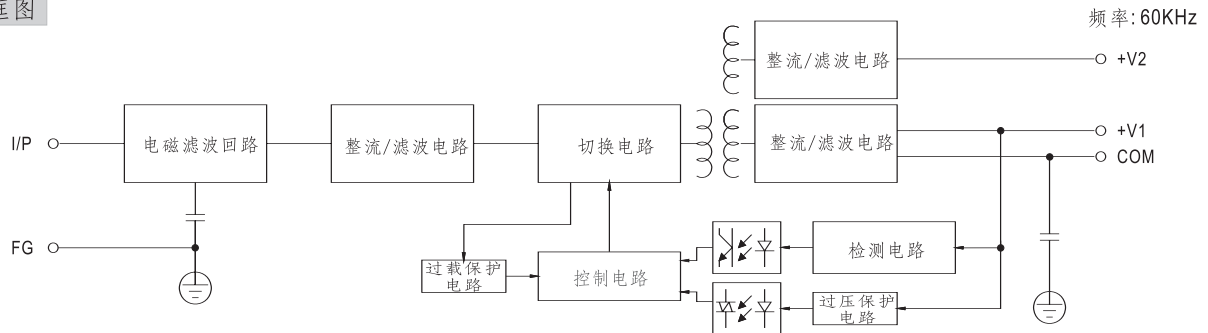 框图
频率: 60KHz
整流/滤波电路
+V2
I/P
电磁滤波回路
整流/滤波电路
切换电路
整流/滤波电路
+V1
COM
FG
过载保护
电路
控制电路
检测电路
过压保护
电路